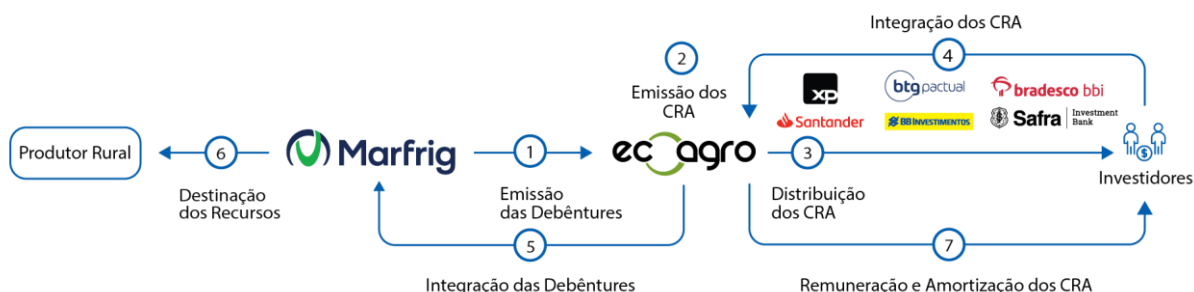 Integração dos CRA
4
2
Emissão dos
CRA
xp
btg pactual
bradesco bbi
Santander
BB INVESTIMENTOS
Safra Investment
Bank
Produtor Rural
6
Marfrig
1
ecoagro
3
Investidores
Destinação
dos Recursos
Emissão
das Debêntures
Distribuição
dos CRA
5
7
Integração das Debêntures
Remuneração e Amortização dos CRA
$